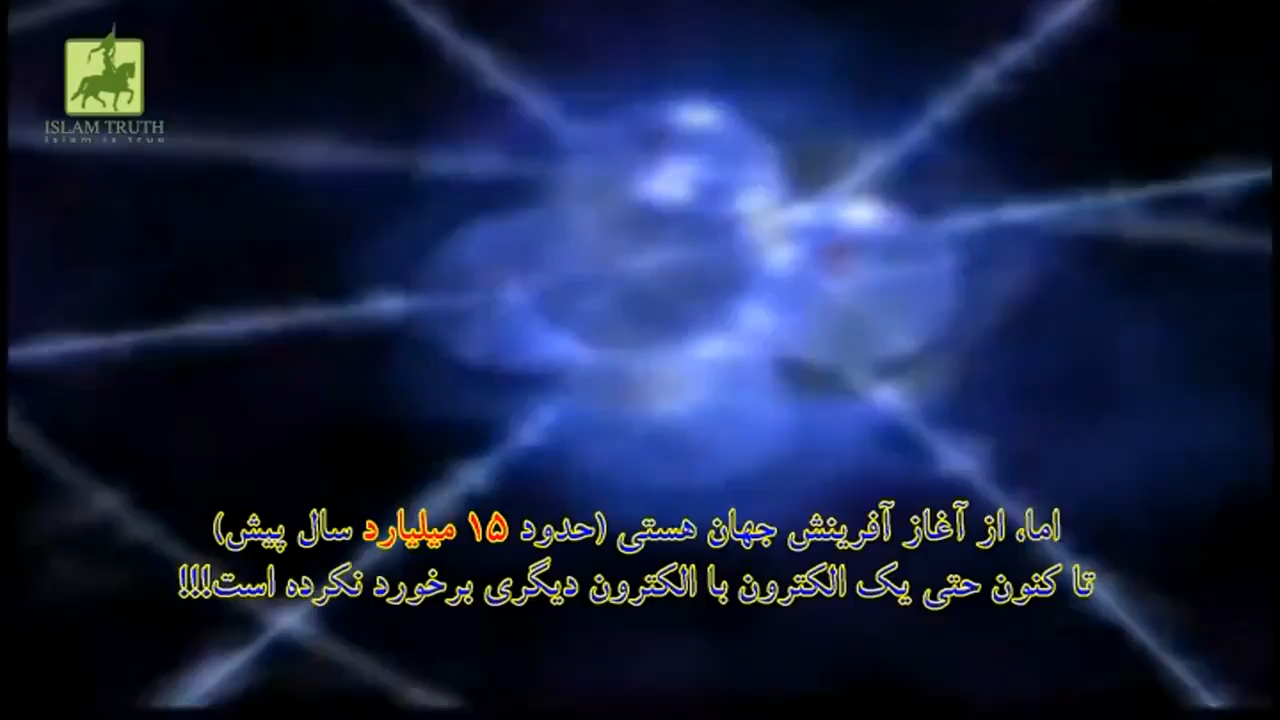 ISLAM TRUTH
Islam is true
اما، از آغاز آفرینش جهان هستی (حدود ۱۵ میلیارد سال پیش)
تا کنون حتی یک الکترون با الکترون دیگری برخورد نکرده است!!!